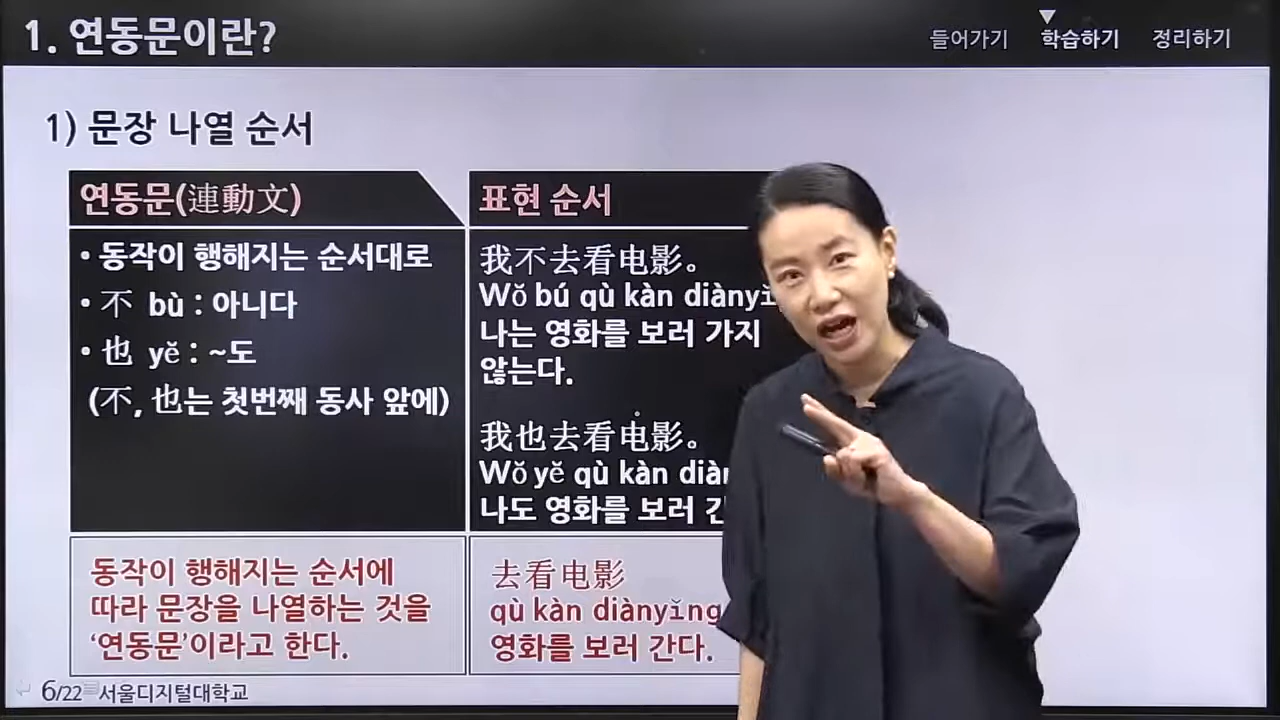 1. 연동문이란?
들어가기
▼
학습하기
정리하기
1) 문장 나열 순서
연동문(連動文)
• 동작이 행해지는 순서대로
• 不 bù : 아니다
• 也 yě : ~도
(不, 也는 첫번째 동사 앞에)
표현 순서
我不去看电影。
Wǒ bú qù kàn
나는 영화를 보러 가지
않는다.
我也去看电影。
Wǒ yě qù kàn
나도 영화를 보러
동작이 행해지는 순서에
따라 문장을 나열하는 것을
‘연동문’이라고 한다.
去看电影
qù kàn diànyǐng
영화를 보러 간다.
6/22 서울디지털대학교